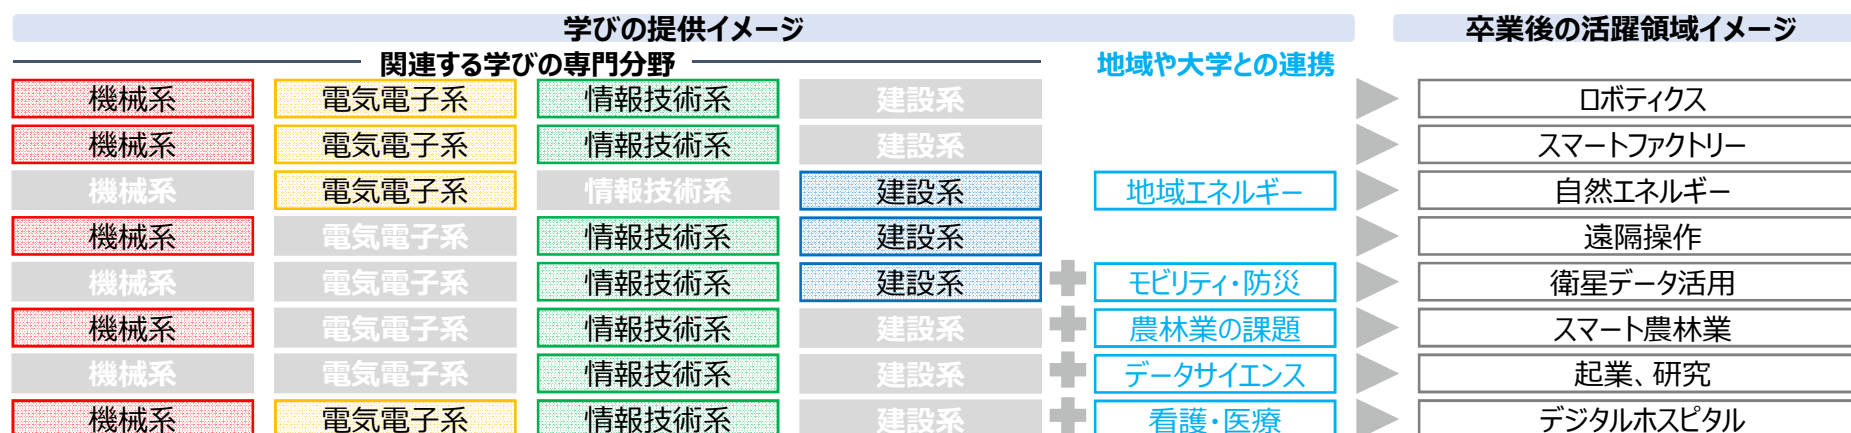 学びの提供イメージ 卒業後の活躍領域イメージ
関連する学びの専門分野 地域や大学との連携
機械系 電気電子系 情報技術系 建設系 ロボティクス
機械系 電気電子系 情報技術系 建設系 スマートファクトリー
機械系 電気電子系 情報技術系 建設系 地域エネルギー 自然エネルギー
機械系 電気電子系 情報技術系 建設系 遠隔操作
機械系 電気電子系 情報技術系 建設系 モビリティ・防災 衛星データ活用
機械系 電気電子系 情報技術系 建設系 農林業の課題 スマート農林業
機械系 電気電子系 情報技術系 建設系 データサイエンス 起業、研究
機械系 電気電子系 情報技術系 建設系 看護・医療 デジタルホスピタル